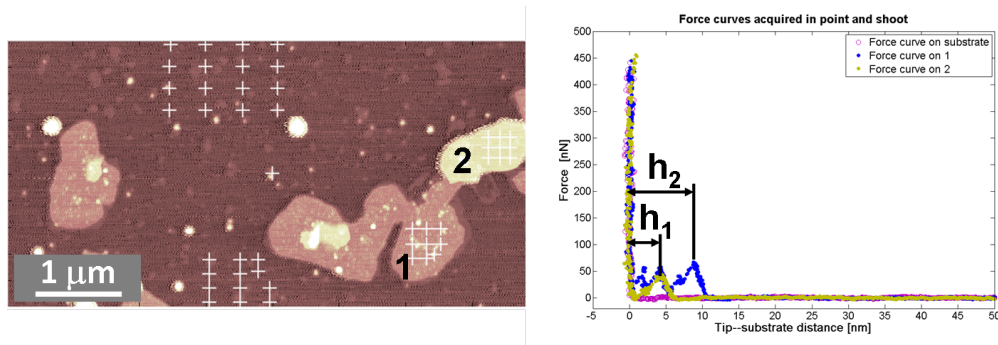 2
1
1 μm
Force curves acquired in point and shoot
500
450
400
350
300
250
200
150
100
50
0
Force [nN]
Force curve on substrate
Force curve on 1
Force curve on 2
h2
h1
-5 0 5 10 15 20 25 30 35 40 45 50
Tip--substrate distance [nm]